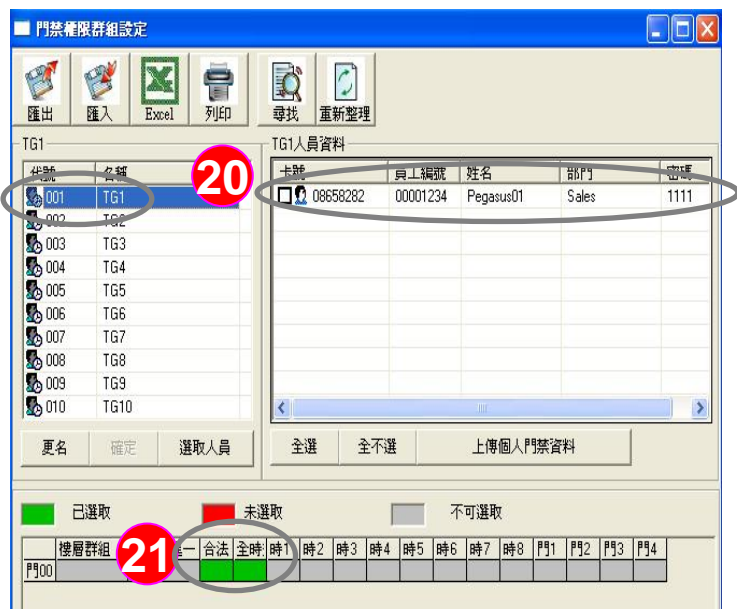 門禁權限群組設定
匯出 匯入 Excel 列印 尋找 重新整理
TG1
代號 名稱
001 TG1
002 TG2
003 TG3
004 TG4
005 TG5
006 TG6
007 TG7
008 TG8
009 TG9
010 TG10
更名 確定 選取人員
20
TG1人員資料
卡號 員工編號 姓名 部門 密碼
08658282 00001234 Pegasus01 Sales 1111
全選 全不選 上傳個人門禁資料
已選取 未選取 不可選取
樓層群組 21 一 合法 全時 時1 時2 時3 時4 時5 時6 時7 時8 門1 門2 門3 門4
門00